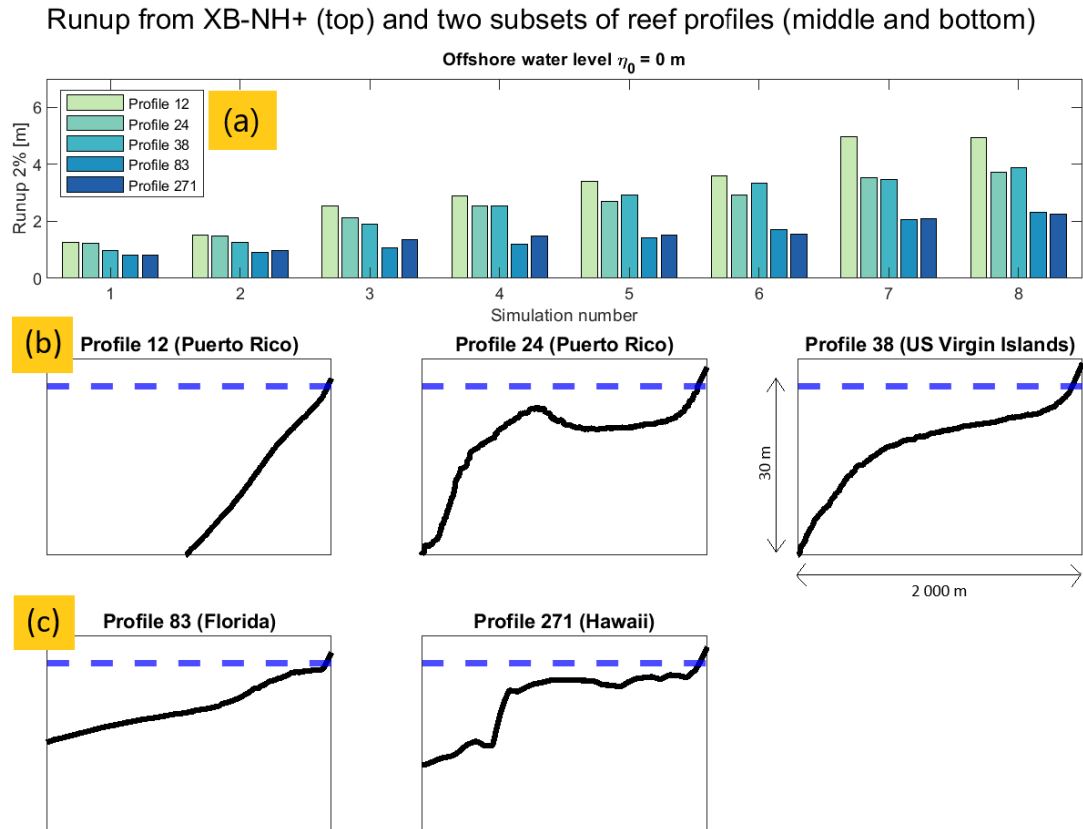 Runup from XB-NH+ (top) and two subsets of reef profiles (middle and bottom)
Offshore water level η0 = 0 m
Runup 2% [m]
6
4
2
0
Profile 12
Profile 24
Profile 38
Profile 83
Profile 271
(a)
1 2 3 4 5 6 7 8
Simulation number
(b)
Profile 12 (Puerto Rico)
Profile 24 (Puerto Rico)
Profile 38 (US Virgin Islands)
30 m
2 000 m
(c)
Profile 83 (Florida)
Profile 271 (Hawaii)